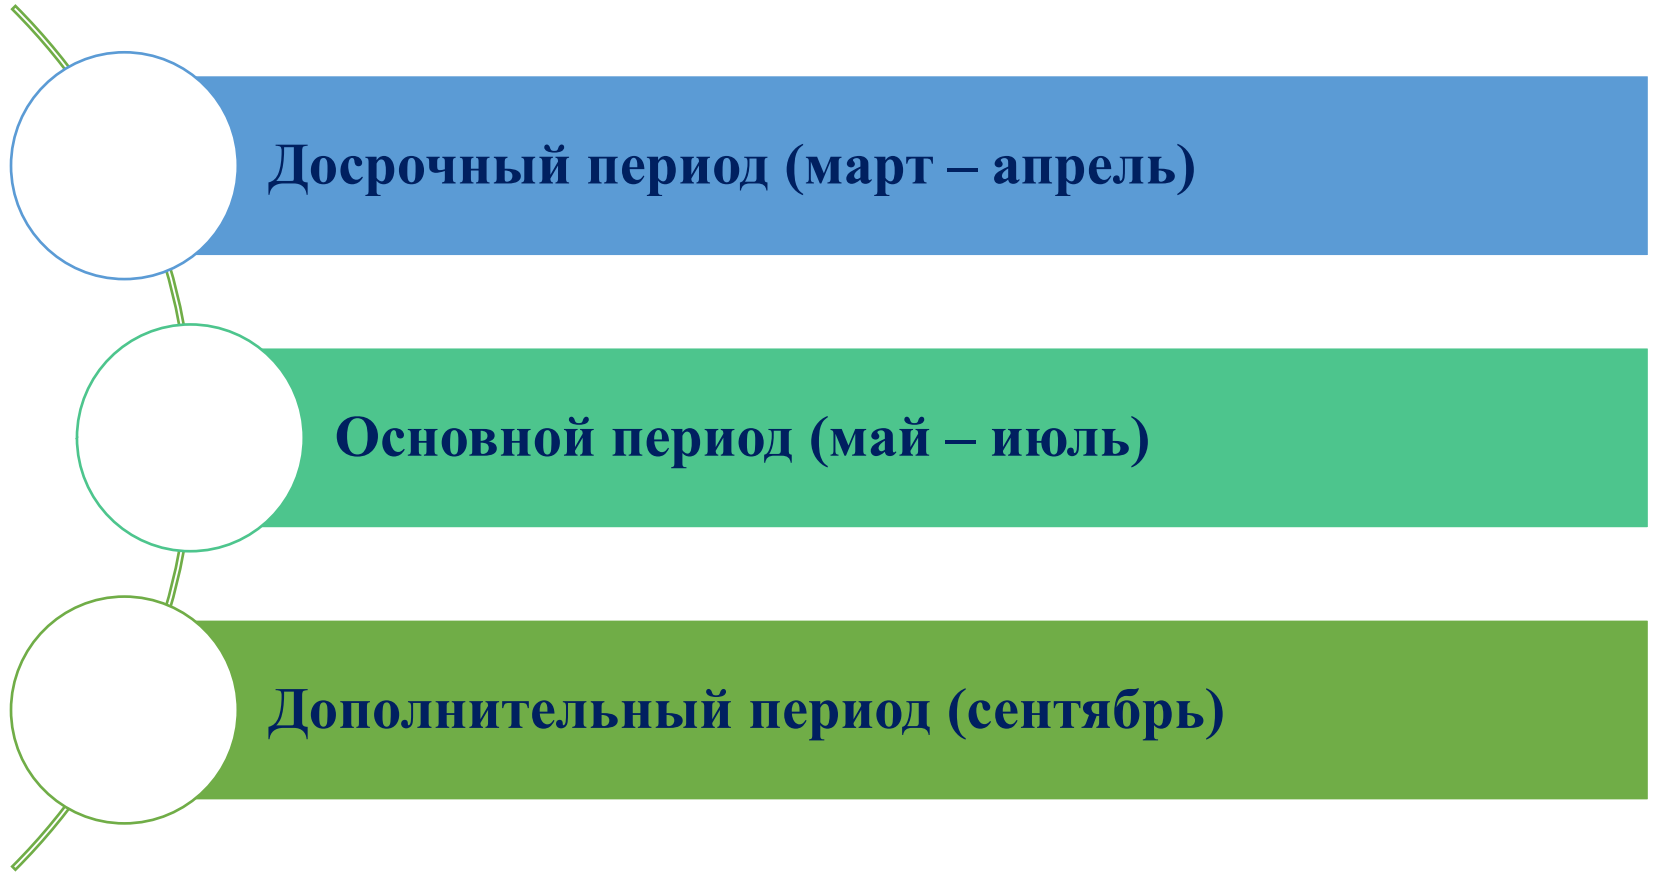 Досрочный период (март – апрель)
Основной период (май – июль)
Дополнительный период (сентябрь)